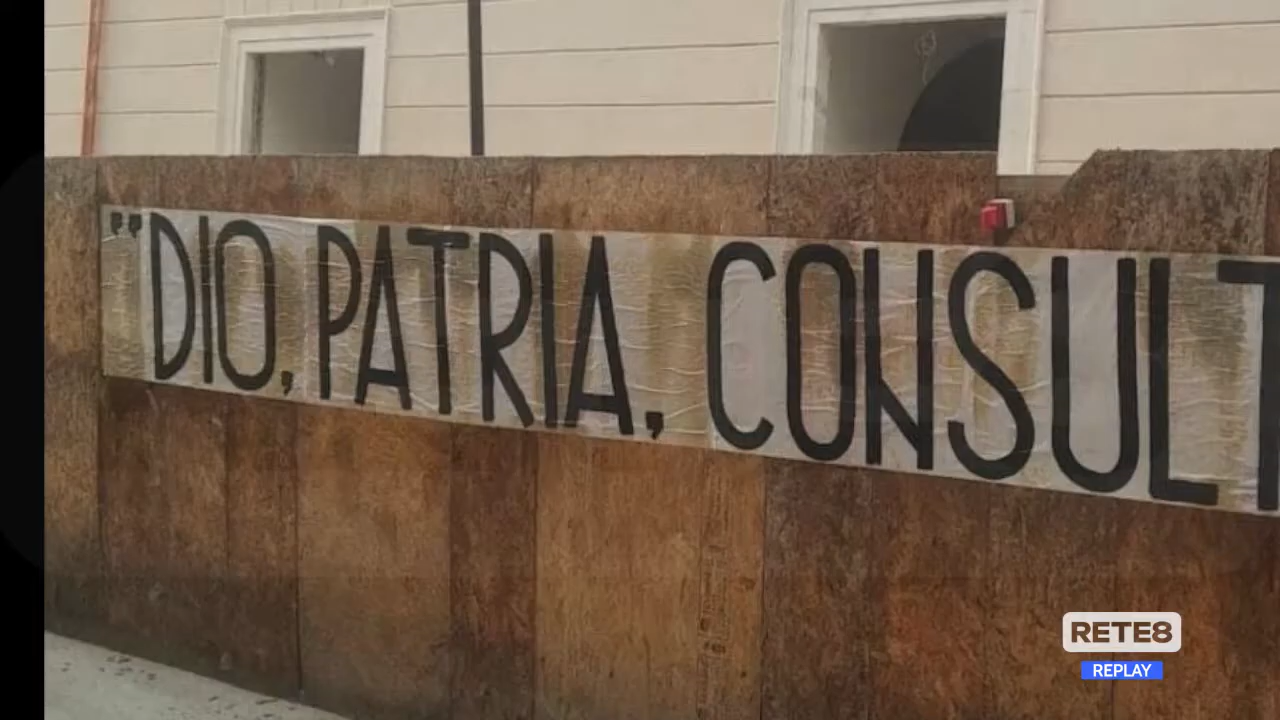 "DIO, PATRIA, CONSULT
RETE8
REPLAY